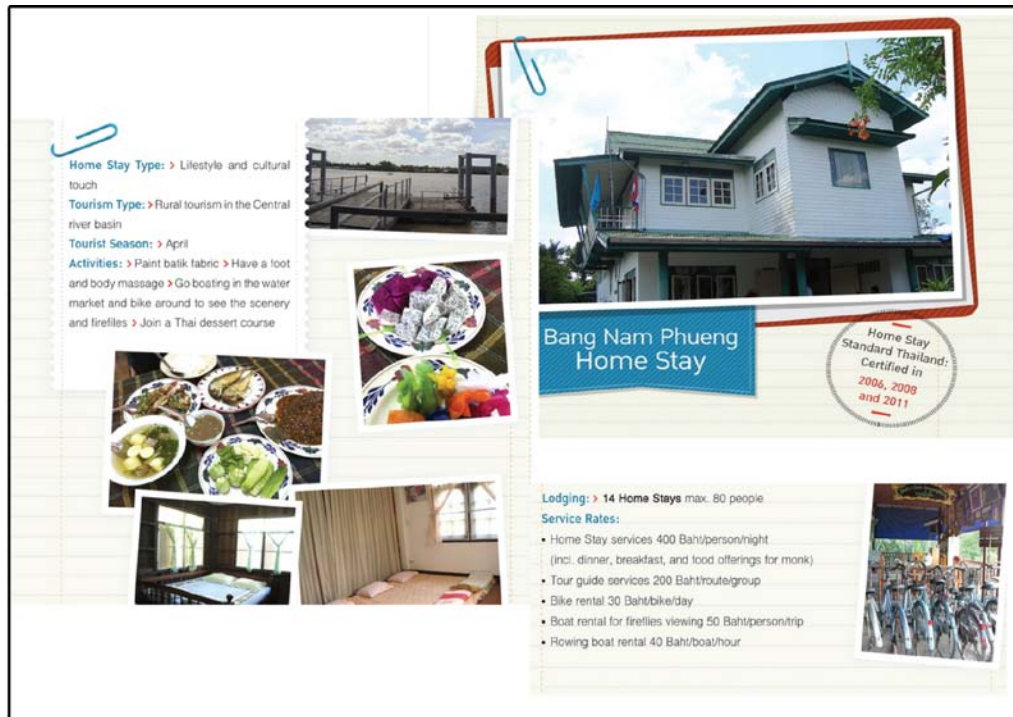 Home Stay Type: > Lifestyle and cultural
touch
Tourism Type: > Rural tourism in the Central
river basin
Tourist Season: > April
Activities: > Paint batik fabric > Have a foot
and body massage > Go boating in the water
market and bike around to see the scenery
and fireflies > Join a Thai dessert course
Bang Nam Phueng
Home Stay
Home Stay
Standard Thailand:
Certified in
2006, 2008
and 2011
Lodging: > 14 Home Stays max. 80 people
Service Rates:
• Home Stay services 400 Baht/person/night
(incl. dinner, breakfast, and food offerings for monk)
• Tour guide services 200 Baht/route/group
• Bike rental 30 Baht/bike/day
• Boat rental for fireflies viewing 50 Baht/person/trip
• Rowing boat rental 40 Baht/boat/hour